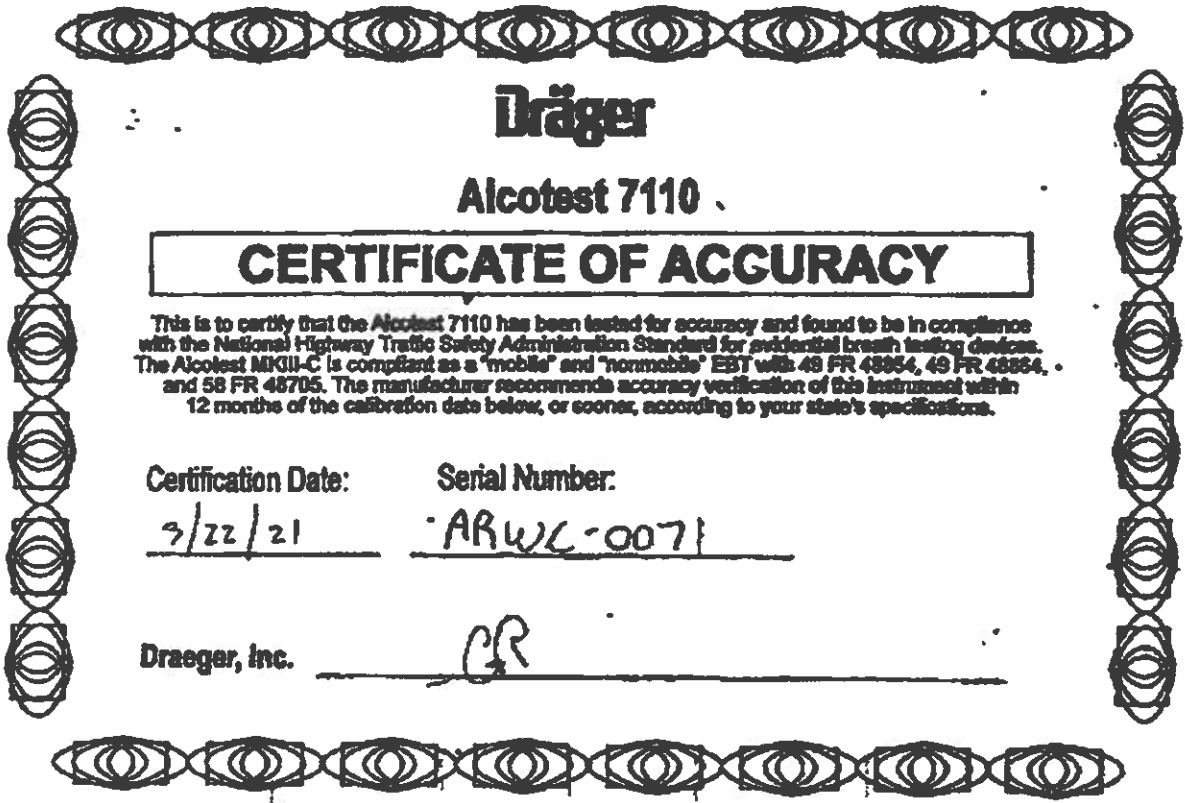 Dräger
Alcotest 7110
CERTIFICATE OF ACCURACY
This is to certify that the Alcotest 7110 has been tested for accuracy and found to be in compliance
with the National Highway Traffic Safety Administration Standard for evidential breath testing devices.
The Alcotest MKIII-C is compliant as a "mobile" and "nonmobile" EBT with 49 FR 48854, 49 FR 48864,
and 58 FR 48705. The manufacturer recommends accuracy verification of this instrument within
12 months of the calibration date below, or sooner, according to your state's specifications.
Certification Date: Serial Number:
3/22/21 ARWC-0071
Draeger, Inc.